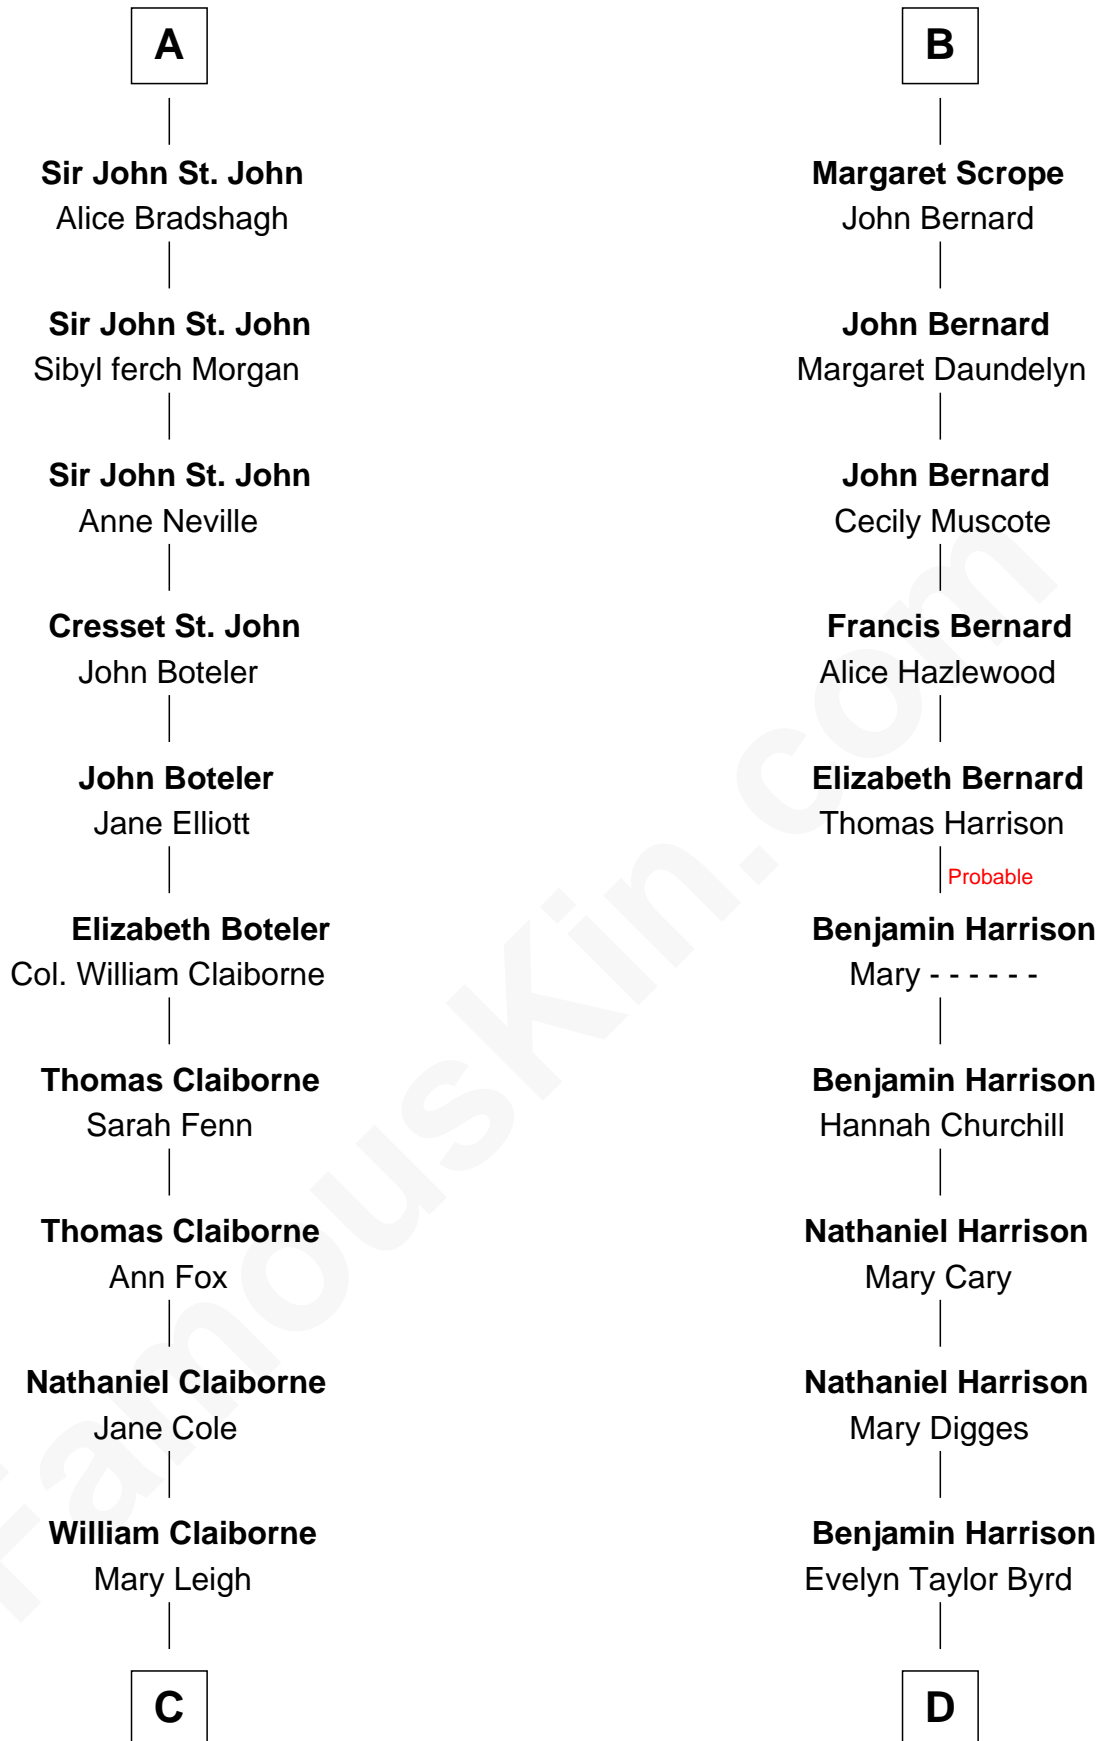 A
Sir John St. John
Alice Bradshagh
Sir John St. John
Sibyl ferch Morgan
Sir John St. John
Anne Neville
Cresset St. John
John Boteler
John Boteler
Jane Elliott
Elizabeth Boteler
Col. William Claiborne
Thomas Claiborne
Sarah Fenn
Thomas Claiborne
Ann Fox
Nathaniel Claiborne
Jane Cole
William Claiborne
Mary Leigh
C
B
Margaret Scrope
John Bernard
John Bernard
Margaret Daundelyn
John Bernard
Cecily Muscote
Francis Bernard
Alice Hazlewood
Elizabeth Bernard
Thomas Harrison
Probable
Benjamin Harrison
Mary - - - - - -
Benjamin Harrison
Hannah Churchill
Nathaniel Harrison
Mary Cary
Nathaniel Harrison
Mary Digges
Benjamin Harrison
Evelyn Taylor Byrd
D
FamousKin.com